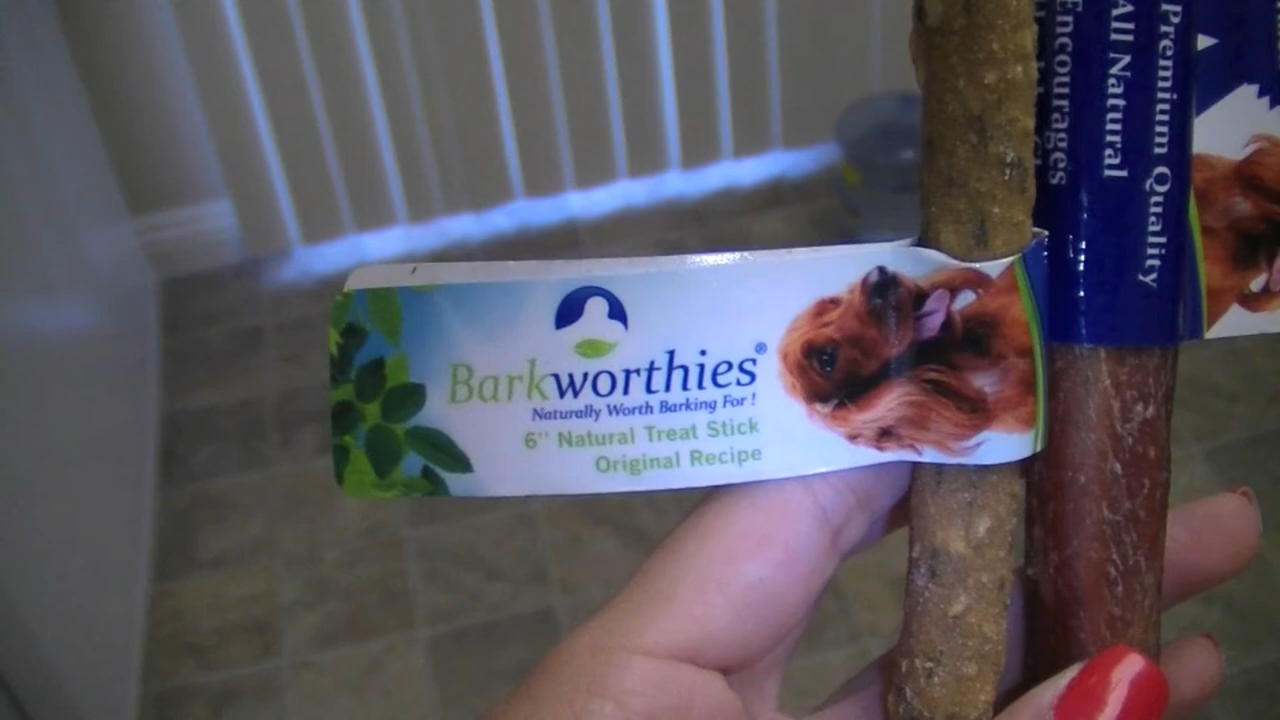 Barkworthies®
Naturally Worth Barking For !
6" Natural Treat Stick
Original Recipe
Premium Quality
All Natural
Encourages